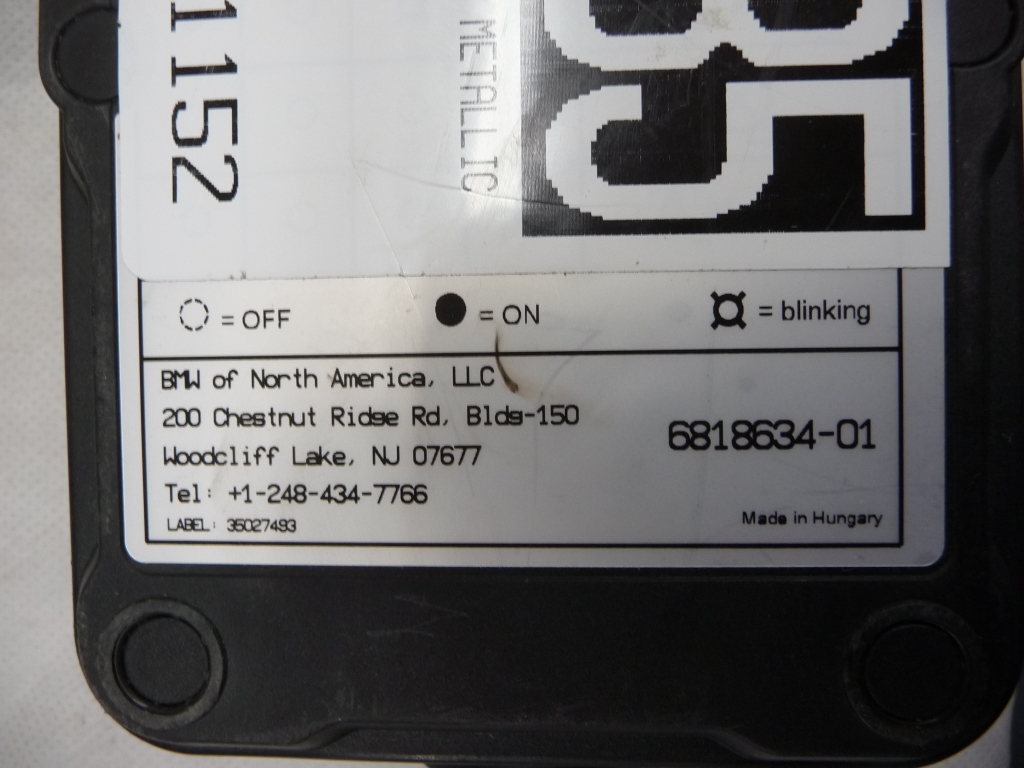 1152
METALLIC
85
= OFF
= ON
= blinking
BMW of North America, LLC
200 Chestnut Ridge Rd, Bldg-150
Woodcliff Lake, NJ 07677
Tel: +1-248-434-7766
LABEL: 35027493
6818634-01
Made in Hungary